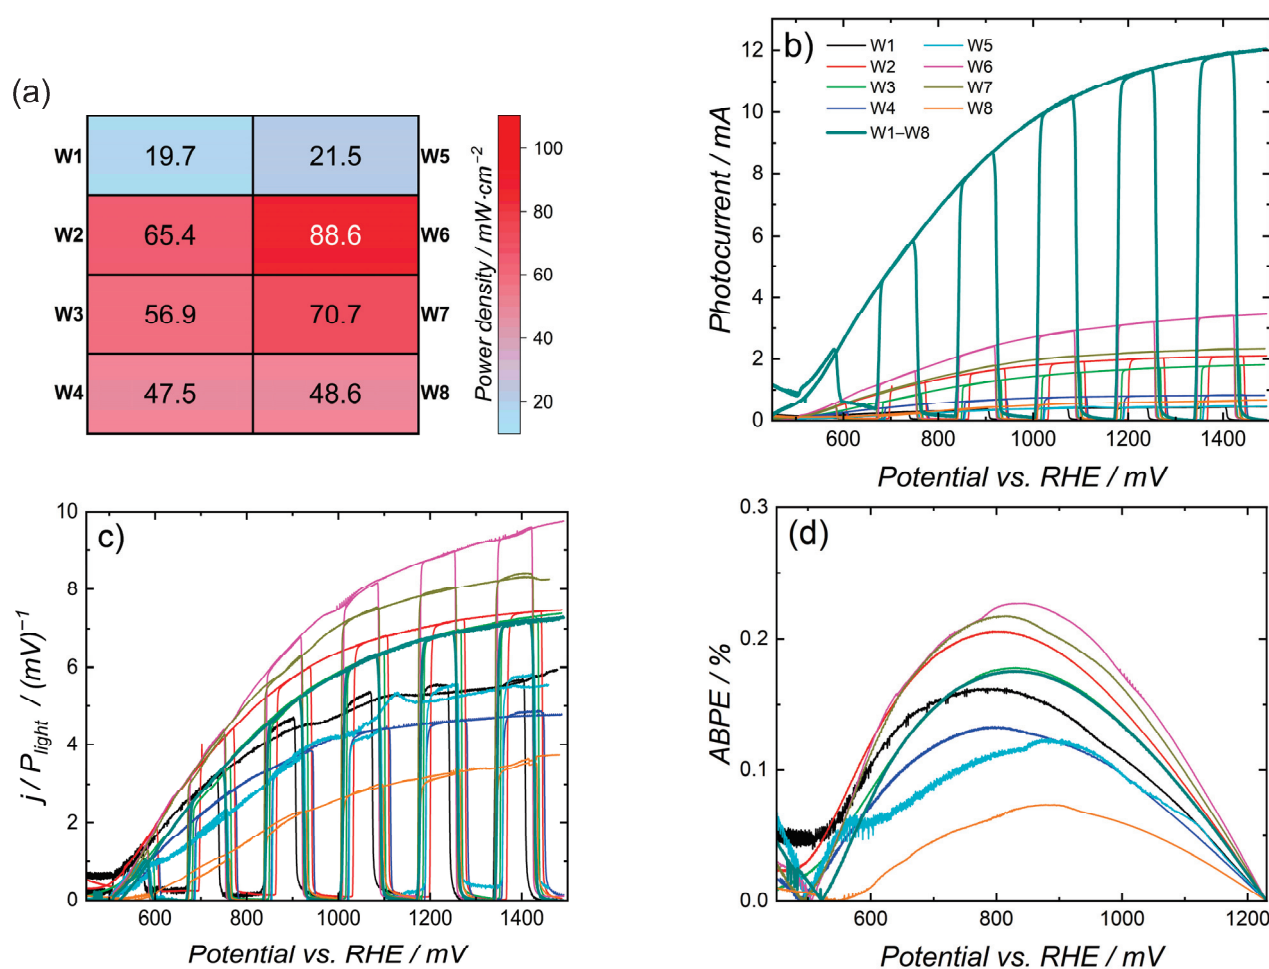 (a)
W1 19.7 21.5 W5
W2 65.4 88.6 W6
W3 56.9 70.7 W7
W4 47.5 48.6 W8
100
80
60
40
20
Power density / mW·cm⁻²
b)
W1 W5
W2 W6
W3 W7
W4 W8
W1–W8
12
10
8
6
4
2
0
Photocurrent / mA
600 800 1000 1200 1400
Potential vs. RHE / mV
c)
10
8
6
4
2
0
j / P_light / (mV)⁻¹
600 800 1000 1200 1400
Potential vs. RHE / mV
(d)
0.3
0.2
0.1
0.0
ABPE / %
600 800 1000 1200
Potential vs. RHE / mV